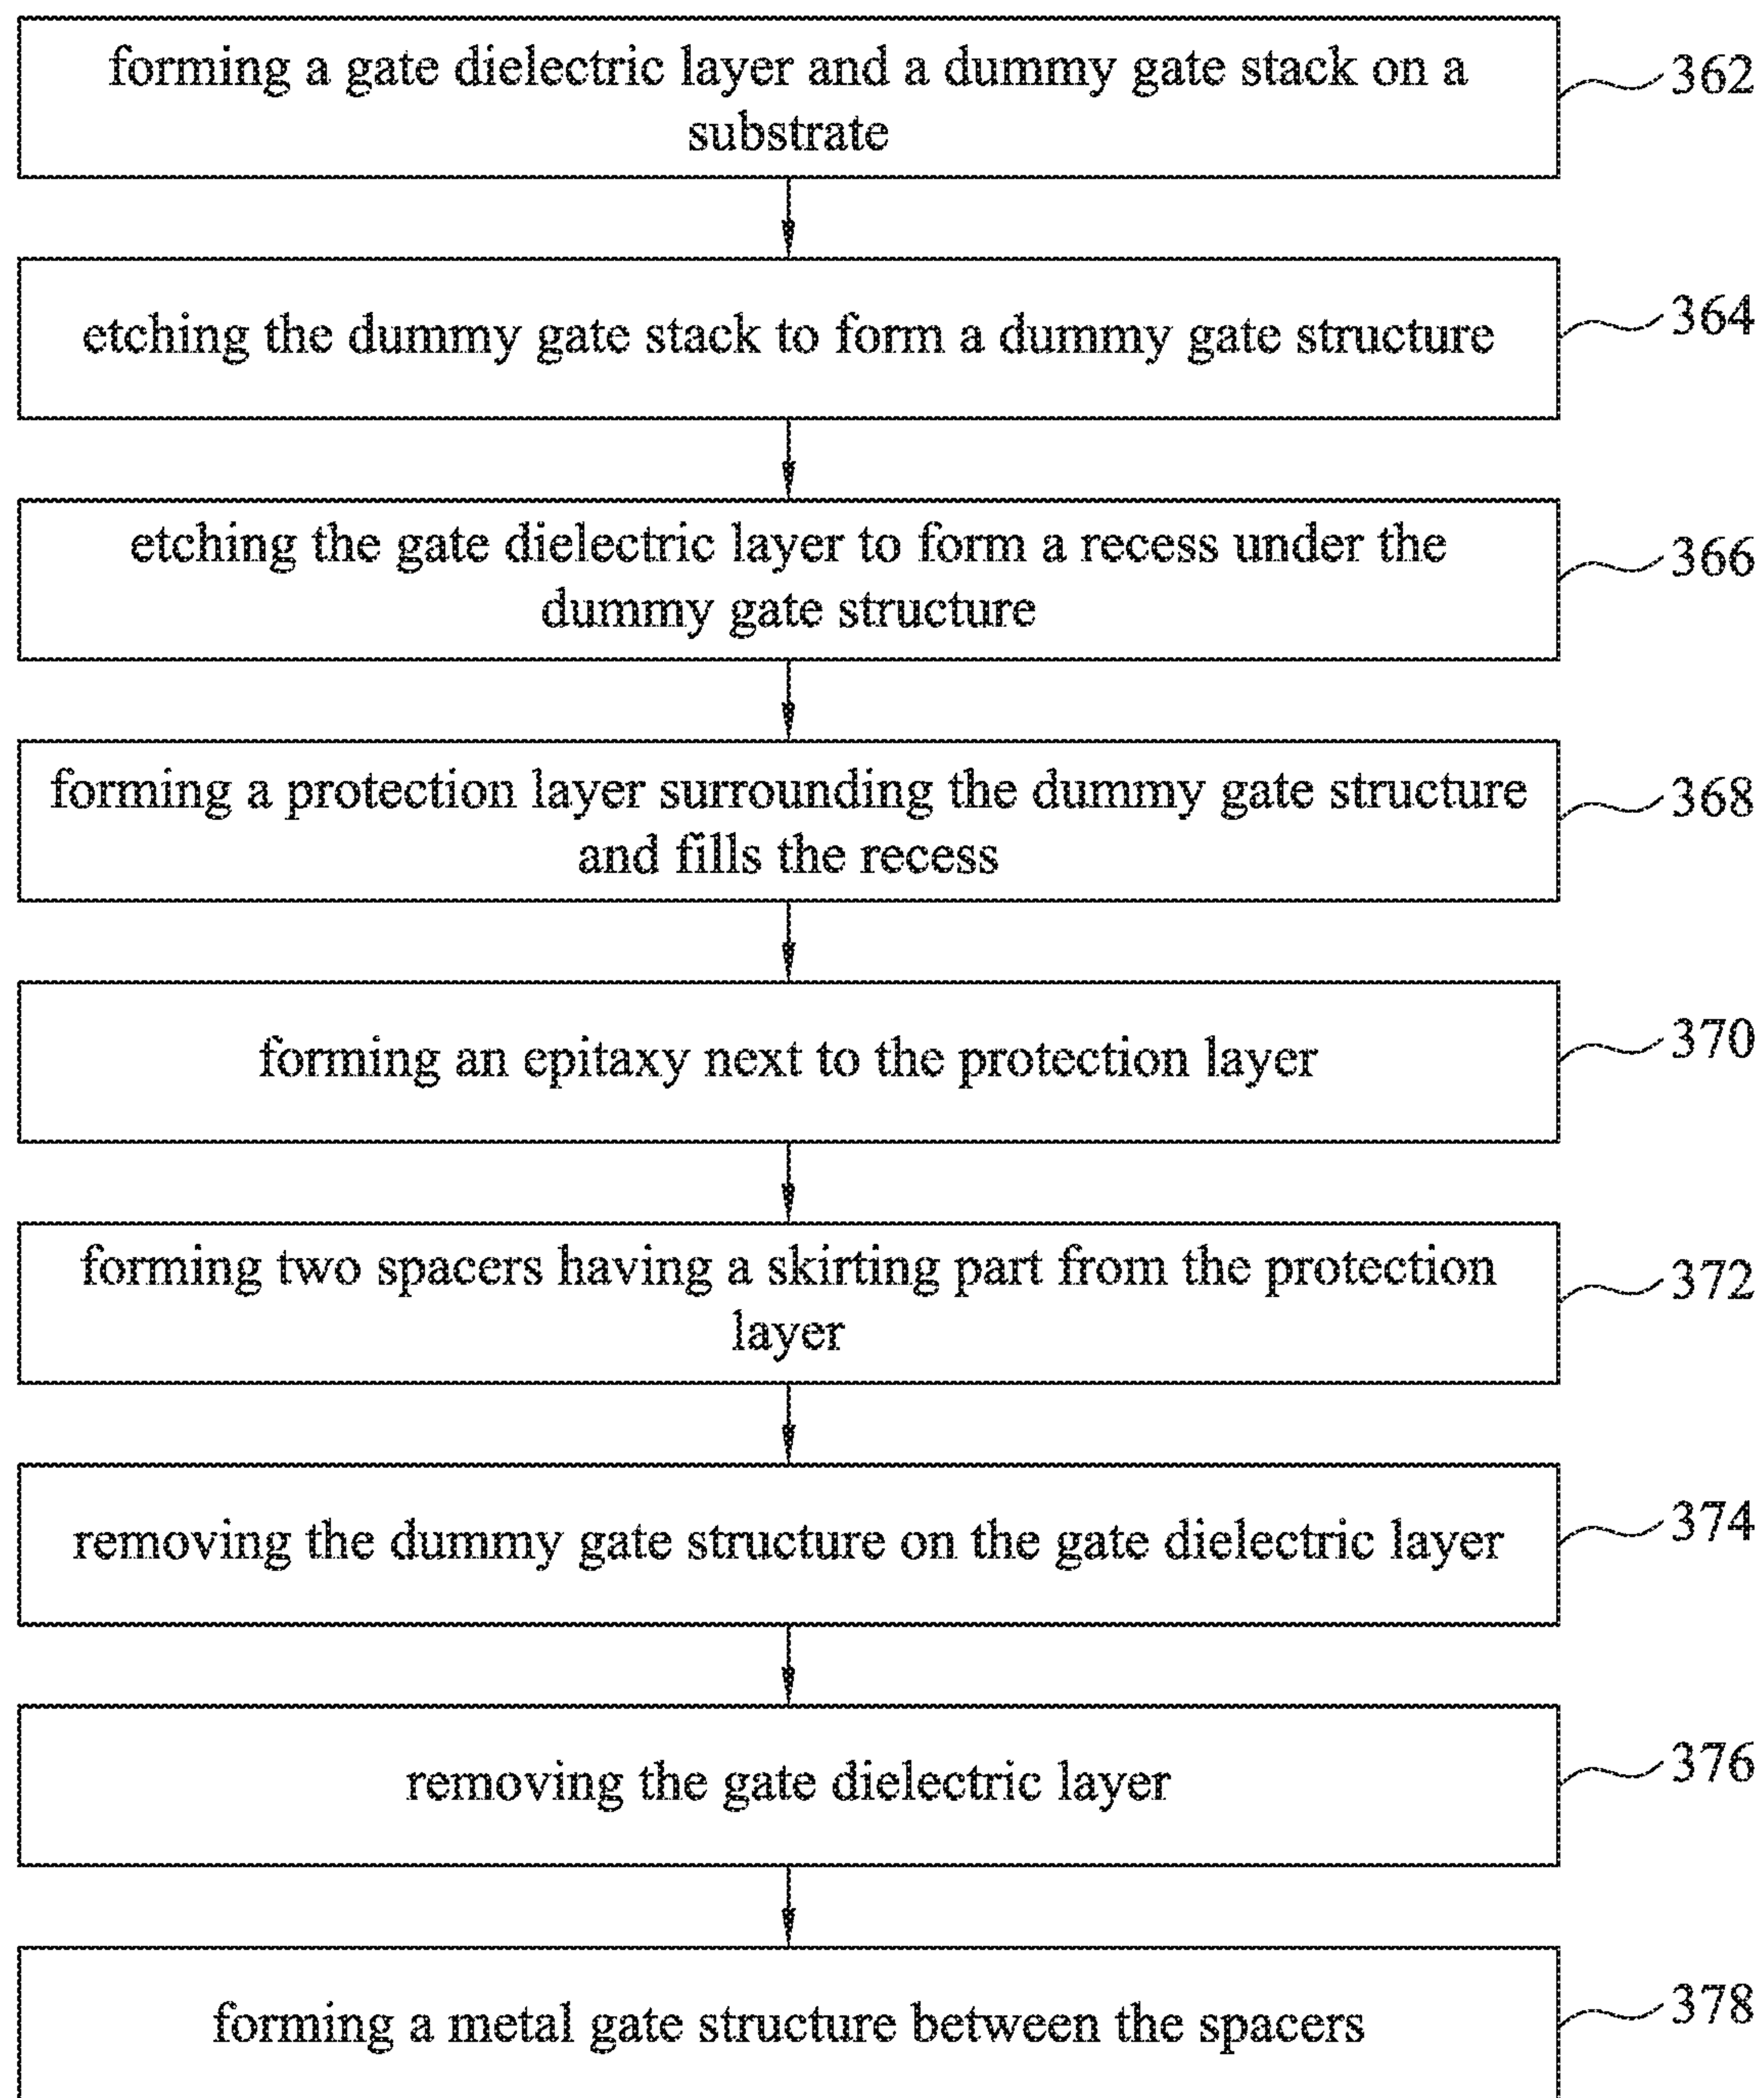 forming a gate dielectric layer and a dummy gate stack on a
substrate
362
etching the dummy gate stack to form a dummy gate structure
364
etching the gate dielectric layer to form a recess under the
dummy gate structure
366
forming a protection layer surrounding the dummy gate structure
and fills the recess
368
forming an epitaxy next to the protection layer
370
forming two spacers having a skirting part from the protection
layer
372
removing the dummy gate structure on the gate dielectric layer
374
removing the gate dielectric layer
376
forming a metal gate structure between the spacers
378